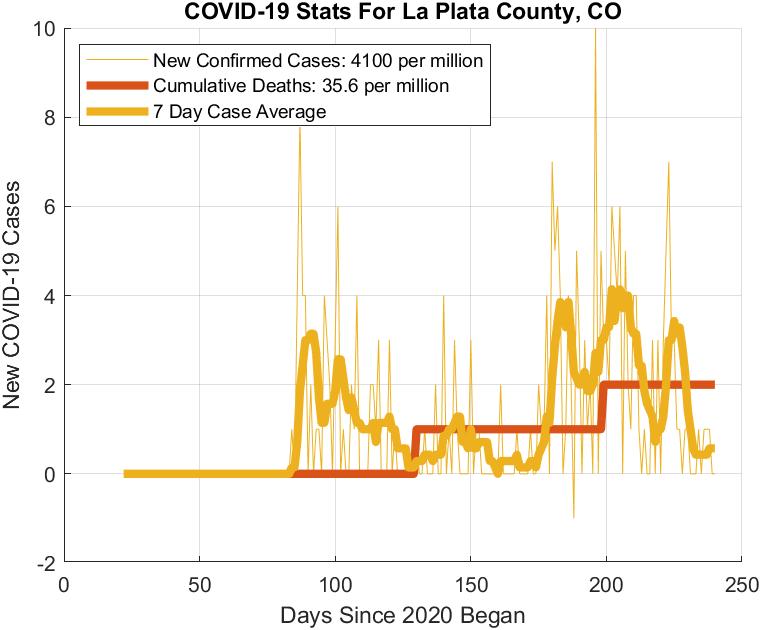 COVID-19 Stats For La Plata County, CO
New Confirmed Cases: 4100 per million
Cumulative Deaths: 35.6 per million
7 Day Case Average
New COVID-19 Cases
10
8
6
4
2
0
-2
0 50 100 150 200 250
Days Since 2020 Began